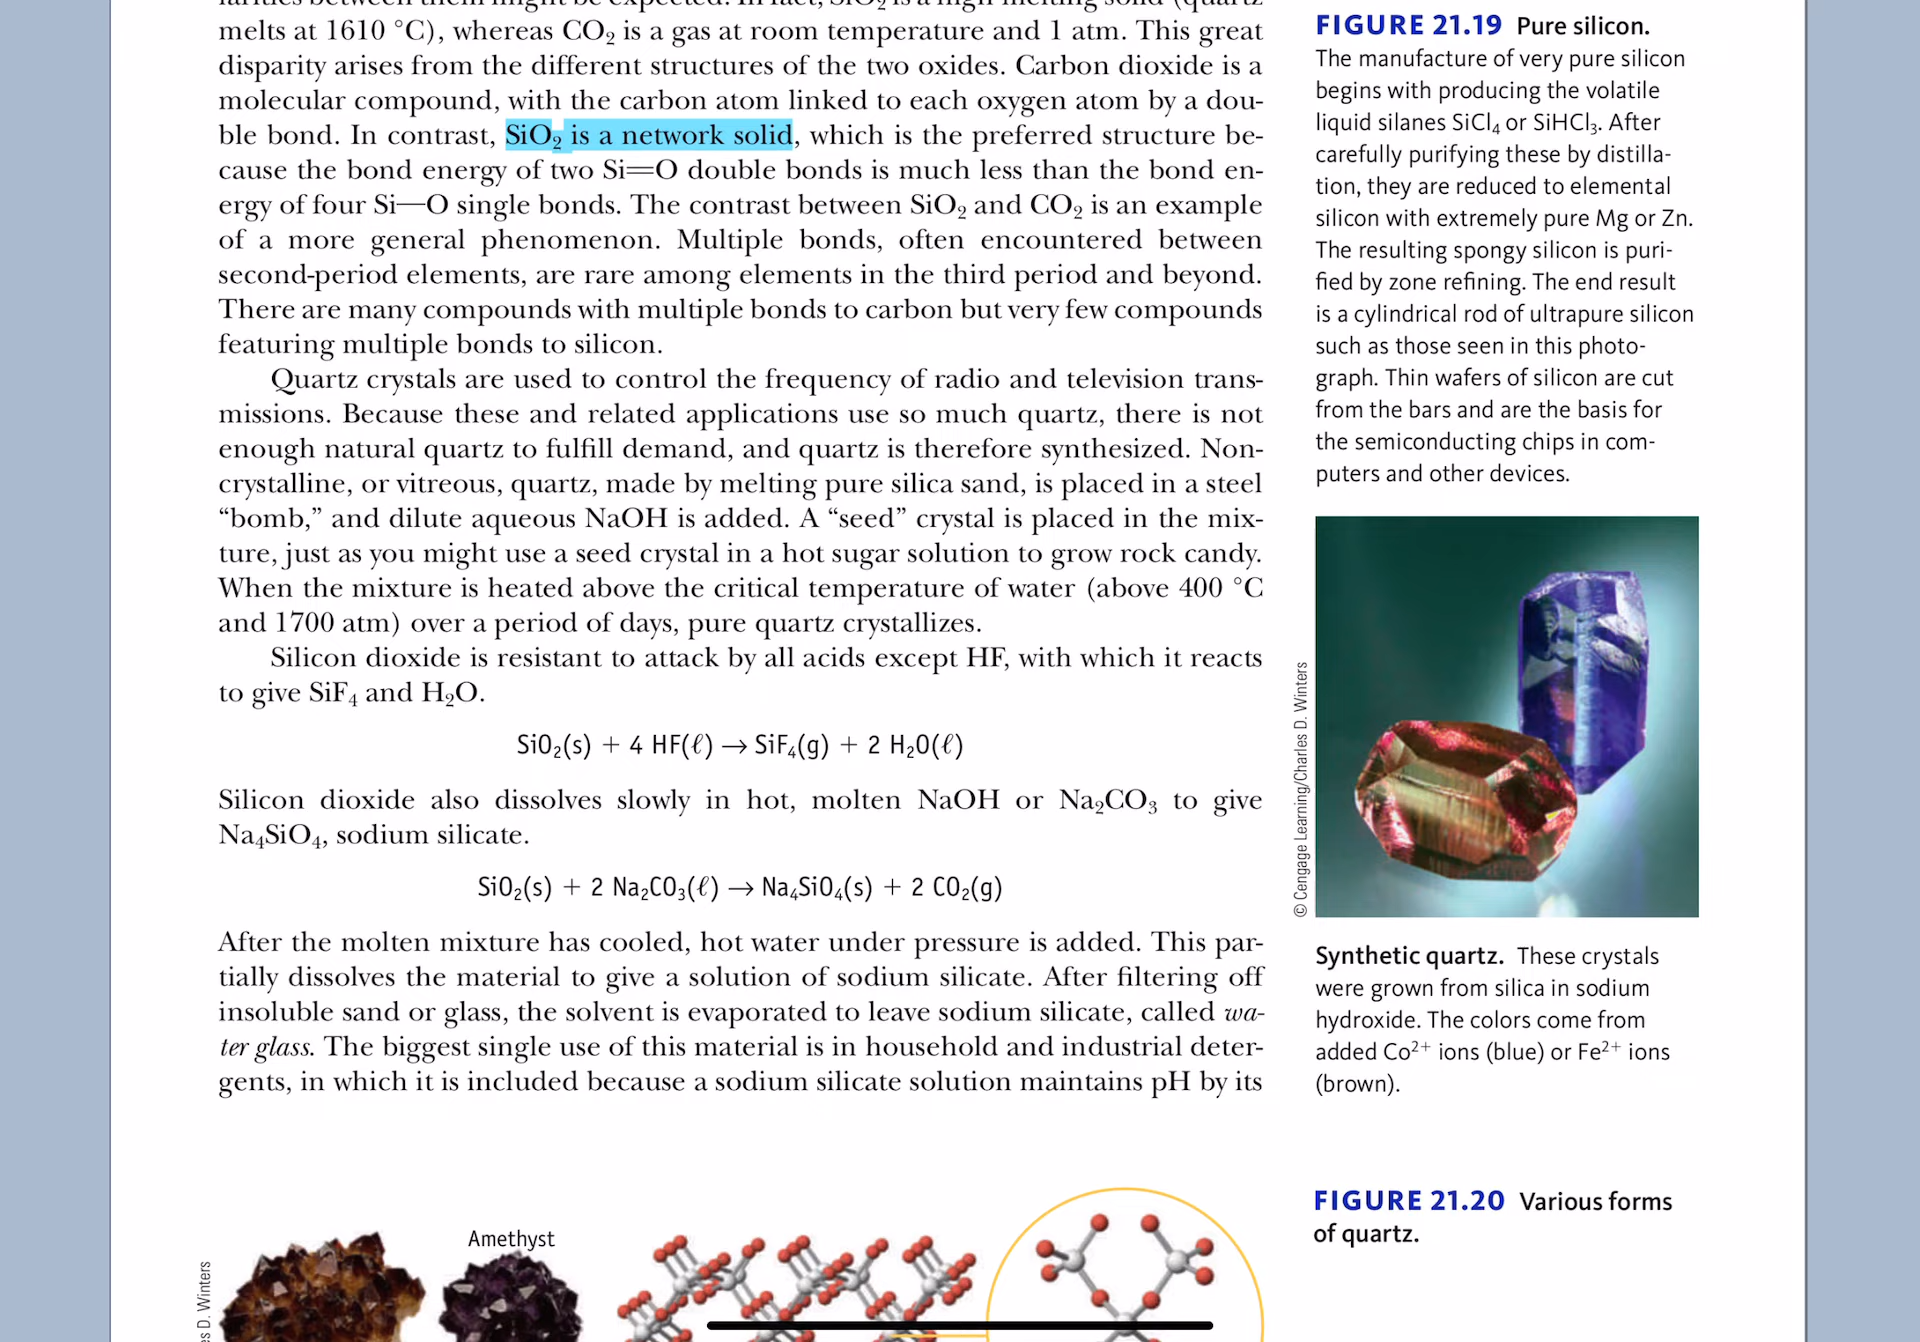 melts at 1610 °C), whereas CO₂ is a gas at room temperature and 1 atm. This great
disparity arises from the different structures of the two oxides. Carbon dioxide is a
molecular compound, with the carbon atom linked to each oxygen atom by a dou-
ble bond. In contrast, SiO₂ is a network solid, which is the preferred structure be-
cause the bond energy of two Si═O double bonds is much less than the bond en-
ergy of four Si—O single bonds. The contrast between SiO₂ and CO₂ is an example
of a more general phenomenon. Multiple bonds, often encountered between
second-period elements, are rare among elements in the third period and beyond.
There are many compounds with multiple bonds to carbon but very few compounds
featuring multiple bonds to silicon.
Quartz crystals are used to control the frequency of radio and television trans-
missions. Because these and related applications use so much quartz, there is not
enough natural quartz to fulfill demand, and quartz is therefore synthesized. Non-
crystalline, or vitreous, quartz, made by melting pure silica sand, is placed in a steel
“bomb,” and dilute aqueous NaOH is added. A “seed” crystal is placed in the mix-
ture, just as you might use a seed crystal in a hot sugar solution to grow rock candy.
When the mixture is heated above the critical temperature of water (above 400 °C
and 1700 atm) over a period of days, pure quartz crystallizes.
Silicon dioxide is resistant to attack by all acids except HF, with which it reacts
to give SiF₄ and H₂O.
SiO₂(s) + 4 HF(ℓ) → SiF₄(g) + 2 H₂O(ℓ)
Silicon dioxide also dissolves slowly in hot, molten NaOH or Na₂CO₃ to give
Na₄SiO₄, sodium silicate.
SiO₂(s) + 2 Na₂CO₃(ℓ) → Na₄SiO₄(s) + 2 CO₂(g)
After the molten mixture has cooled, hot water under pressure is added. This par-
tially dissolves the material to give a solution of sodium silicate. After filtering off
insoluble sand or glass, the solvent is evaporated to leave sodium silicate, called wa-
ter glass. The biggest single use of this material is in household and industrial deter-
gents, in which it is included because a sodium silicate solution maintains pH by its
FIGURE 21.19 Pure silicon.
The manufacture of very pure silicon
begins with producing the volatile
liquid silanes SiCl₄ or SiHCl₃. After
carefully purifying these by distilla-
tion, they are reduced to elemental
silicon with extremely pure Mg or Zn.
The resulting spongy silicon is puri-
fied by zone refining. The end result
is a cylindrical rod of ultrapure silicon
such as those seen in this photo-
graph. Thin wafers of silicon are cut
from the bars and are the basis for
the semiconducting chips in com-
puters and other devices.
© Cengage Learning/Charles D. Winters
Synthetic quartz. These crystals
were grown from silica in sodium
hydroxide. The colors come from
added Co²⁺ ions (blue) or Fe²⁺ ions
(brown).
FIGURE 21.20 Various forms
of quartz.
Amethyst
D. Winters